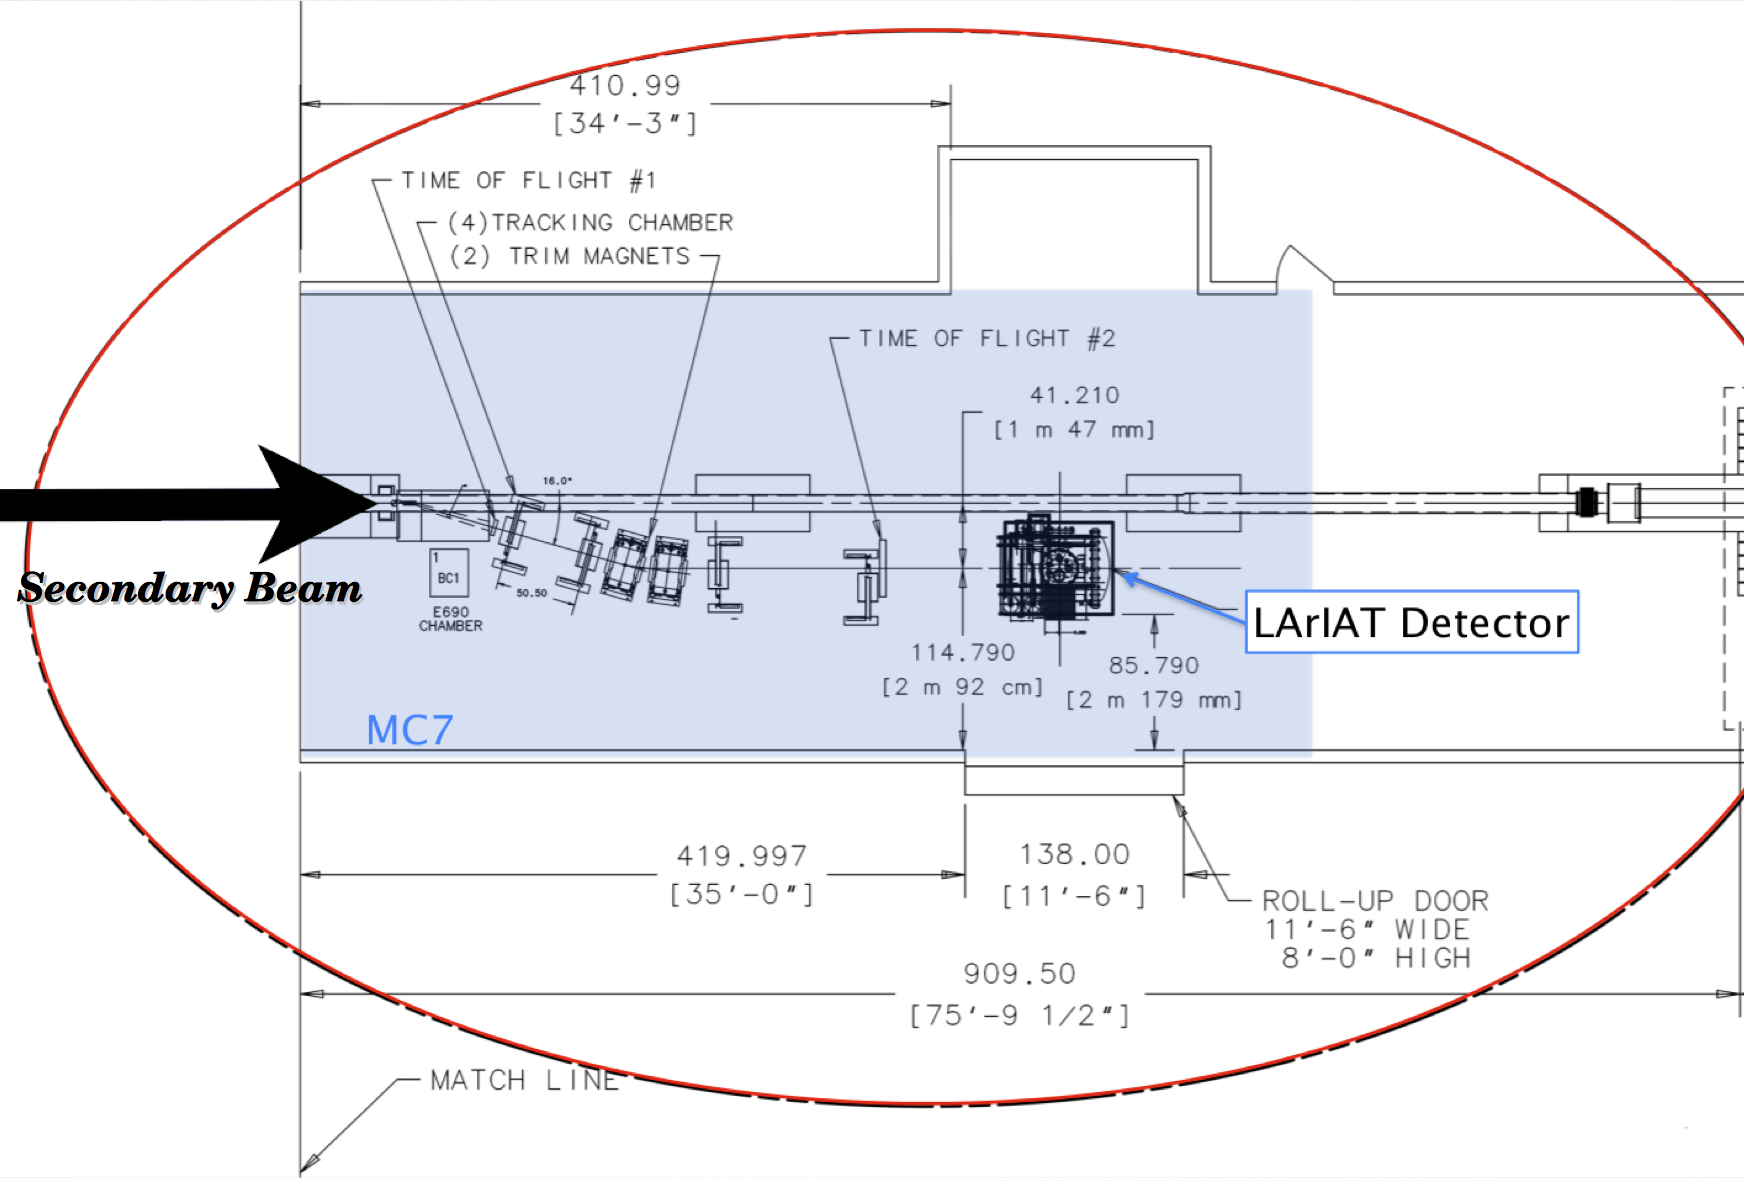 410.99
[34'-3"]
TIME OF FLIGHT #1
(4)TRACKING CHAMBER
(2) TRIM MAGNETS
TIME OF FLIGHT #2
41.210
[1 m 47 mm]
16.0°
Secondary Beam
1
BC1
E690
CHAMBER
50.50
LArIAT Detector
114.790
[2 m 92 cm]
85.790
[2 m 179 mm]
MC7
419.997
[35'-0"]
138.00
[11'-6"]
ROLL-UP DOOR
11'-6" WIDE
8'-0" HIGH
909.50
[75'-9 1/2"]
MATCH LINE